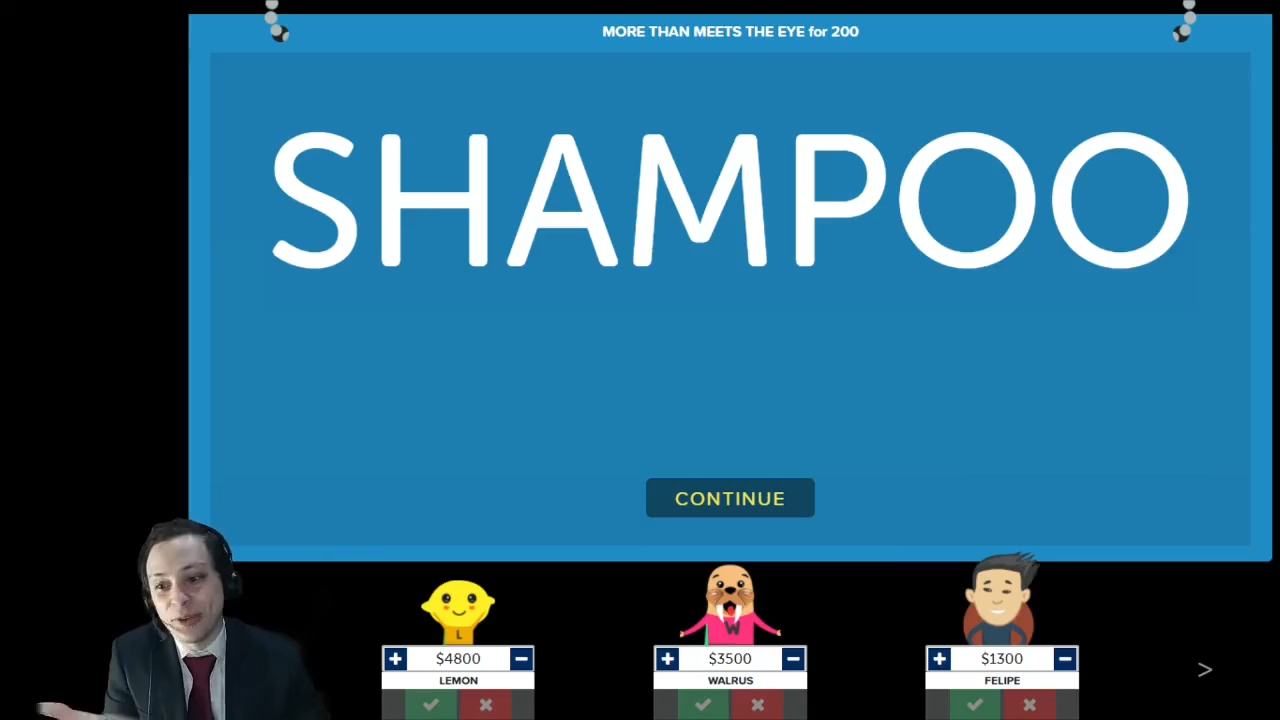 MORE THAN MEETS THE EYE for 200
SHAMPOO
CONTINUE
L
W
$4800
$3500
$1300
LEMON
WALRUS
FELIPE